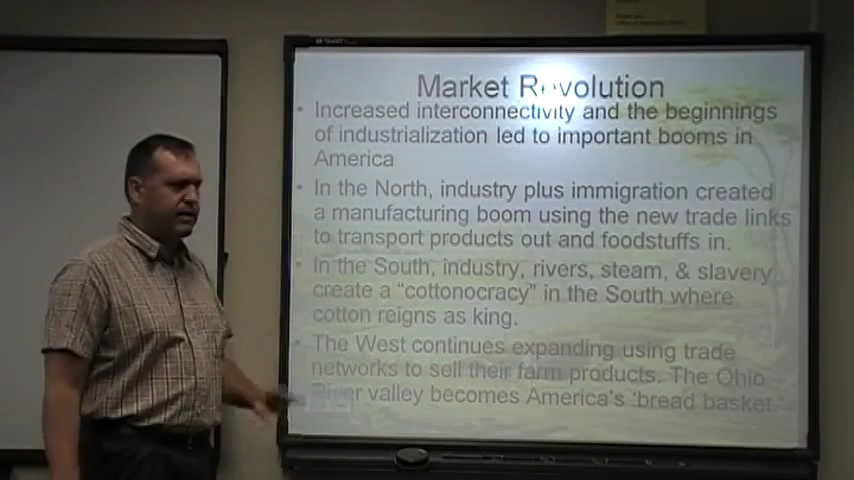 Market Revolution
• Increased interconnectivity and the beginnings
of industrialization led to important booms in
America
• In the North, industry plus immigration created
a manufacturing boom using the new trade links
to transport products out and foodstuffs in.
• In the South, industry, rivers, steam, & slavery
create a “cottonocracy” in the South where
cotton reigns as king.
• The West continues expanding using trade
networks to sell their farm products. The Ohio
River valley becomes America's 'bread basket.'